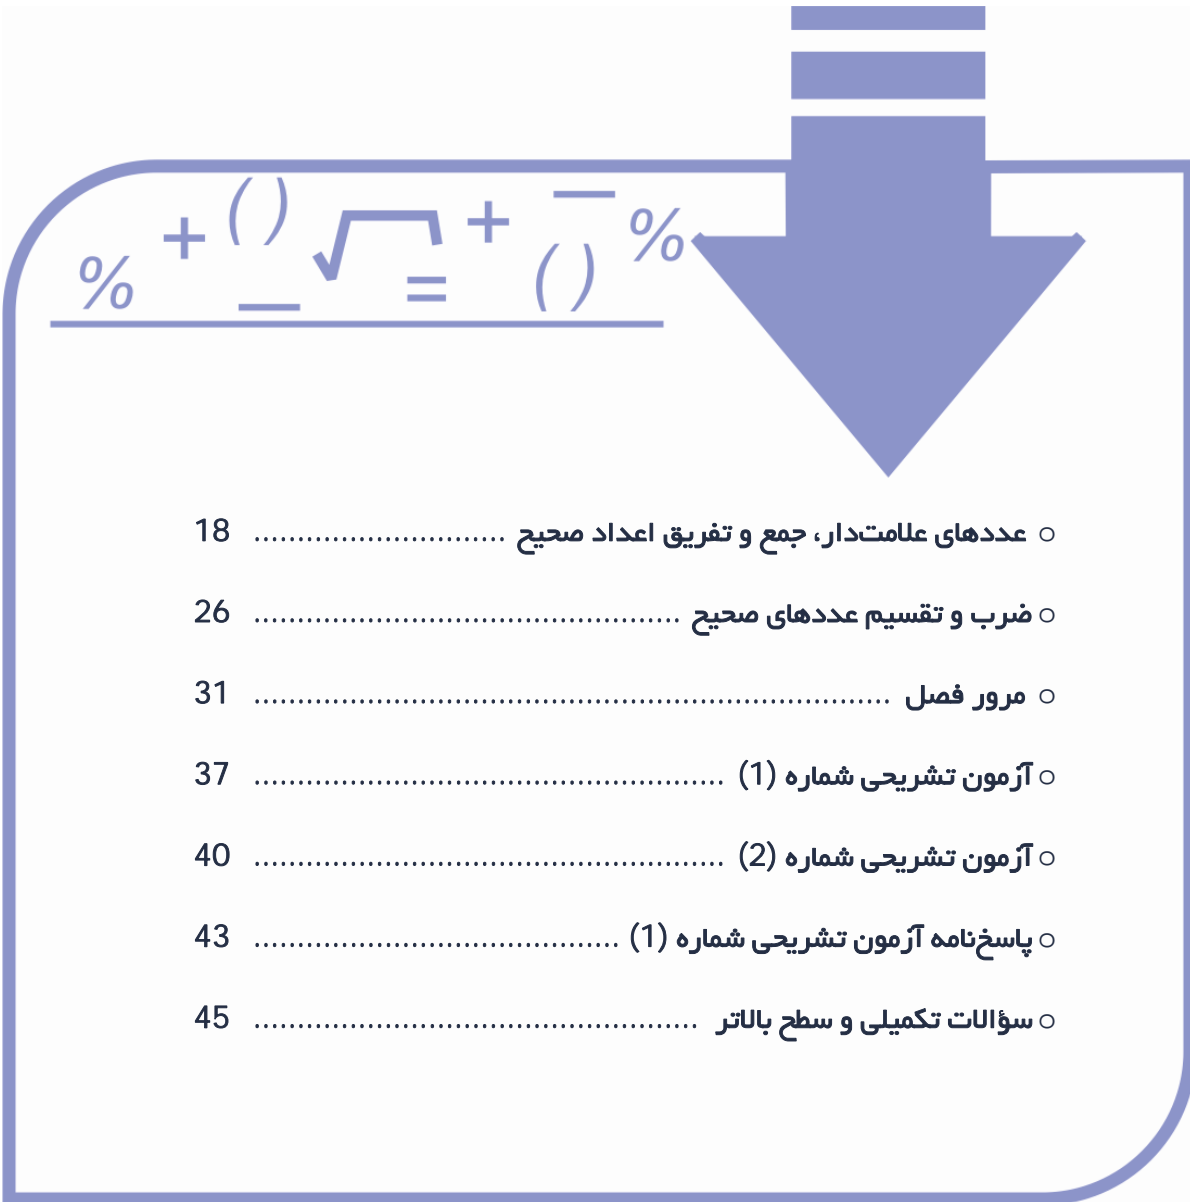 % + ( ) √ = + ( ) %
عددهای علامت‌دار، جمع و تفریق اعداد صحیح ............................. 18
ضرب و تقسیم عددهای صحیح ................................................. 26
مرور فصل ......................................................................... 31
آزمون تشریحی شماره (1) ...................................................... 37
آزمون تشریحی شماره (2) ...................................................... 40
پاسخ‌نامه آزمون تشریحی شماره (1) .......................................... 43
سؤالات تکمیلی و سطح بالاتر ................................................... 45